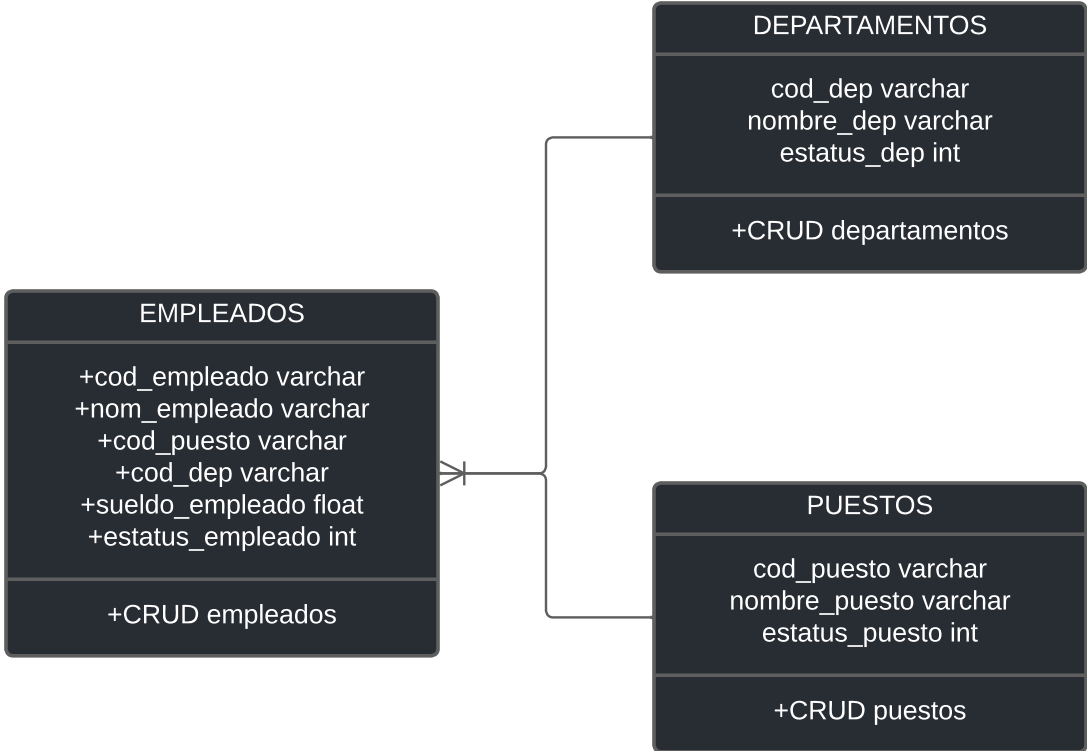 DEPARTAMENTOS
cod_dep varchar
nombre_dep varchar
estatus_dep int
+CRUD departamentos
EMPLEADOS
+cod_empleado varchar
+nom_empleado varchar
+cod_puesto varchar
+cod_dep varchar
+sueldo_empleado float
+estatus_empleado int
+CRUD empleados
PUESTOS
cod_puesto varchar
nombre_puesto varchar
estatus_puesto int
+CRUD puestos